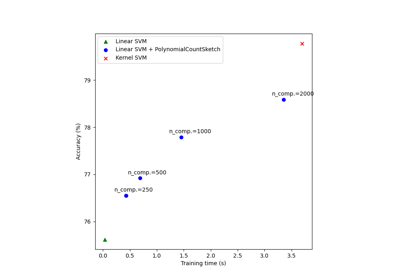 Linear SVM
Linear SVM + PolynomialCountSketch
Kernel SVM
79
78
77
76
Accuracy (%)
n_comp.=2000
n_comp.=1000
n_comp.=500
n_comp.=250
0.0 0.5 1.0 1.5 2.0 2.5 3.0 3.5
Training time (s)